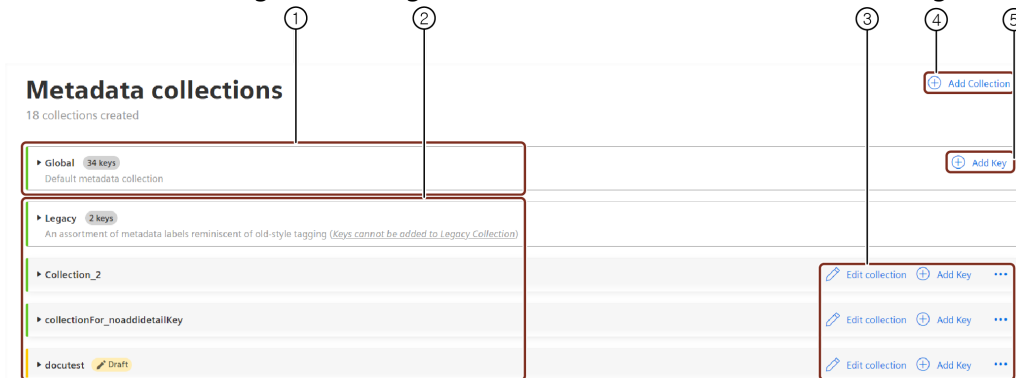 1 2 3 4 5
Metadata collections
Add Collection
18 collections created
Global 34 keys
Add Key
Default metadata collection
Legacy 2 keys
An assortment of metadata labels reminiscent of old-style tagging (Keys cannot be added to Legacy Collection)
Collection_2 Edit collection Add Key
collectionFor_noaddidetailKey Edit collection Add Key
docutest Draft Edit collection Add Key